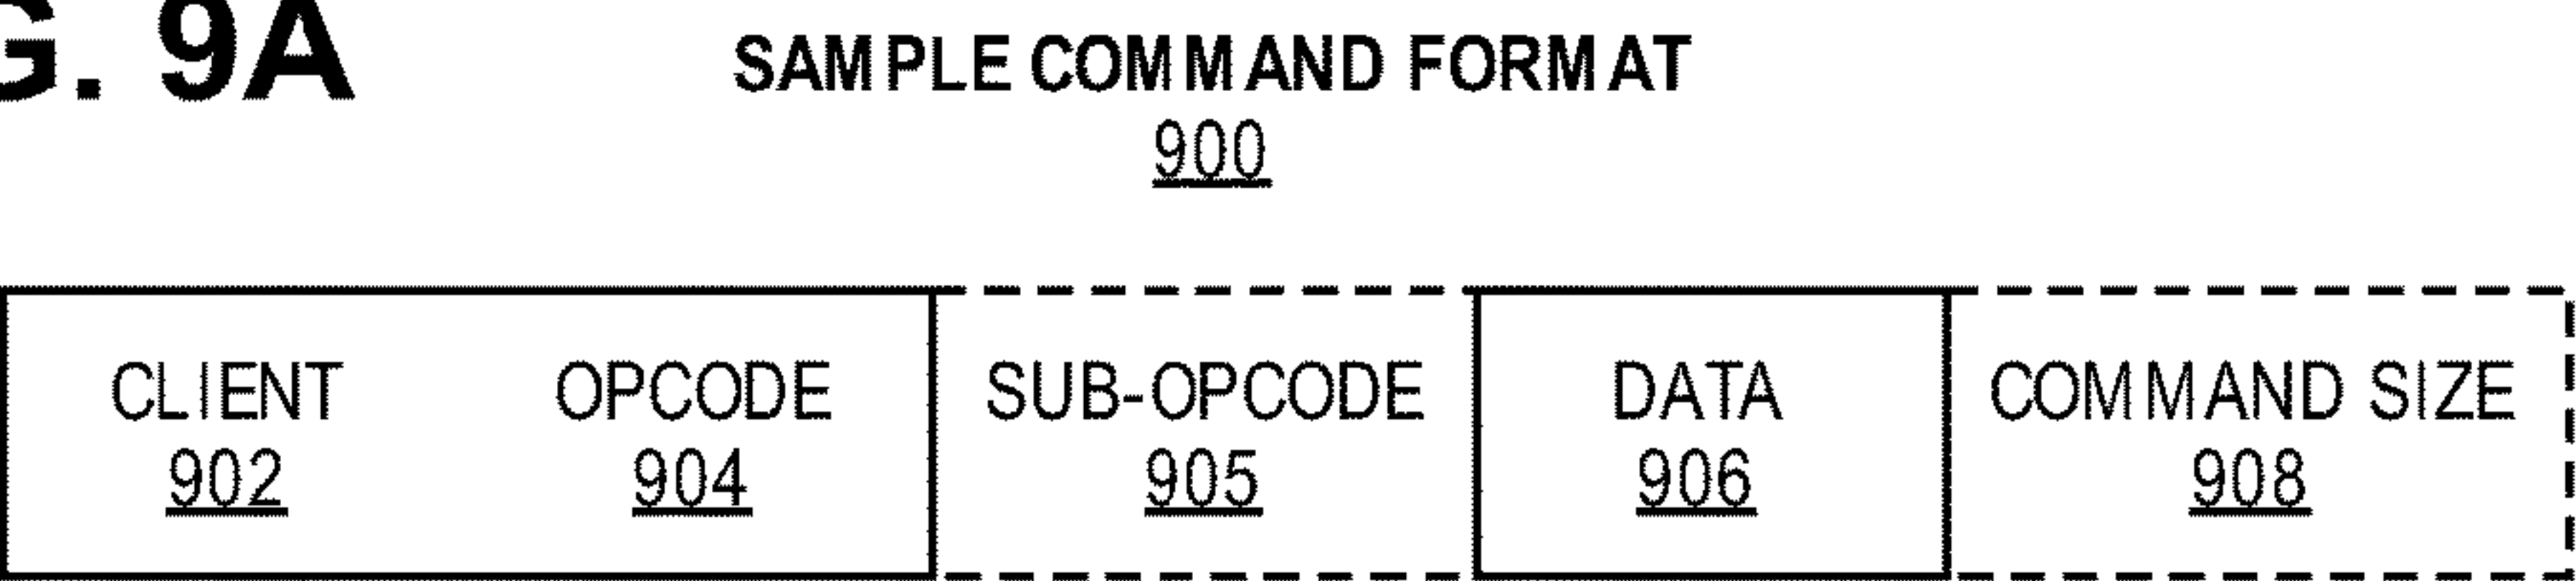 G. 9A
SAMPLE COMMAND FORMAT
900
CLIENT OPCODE SUB-OPCODE DATA COMMAND SIZE
902 904 905 906 908